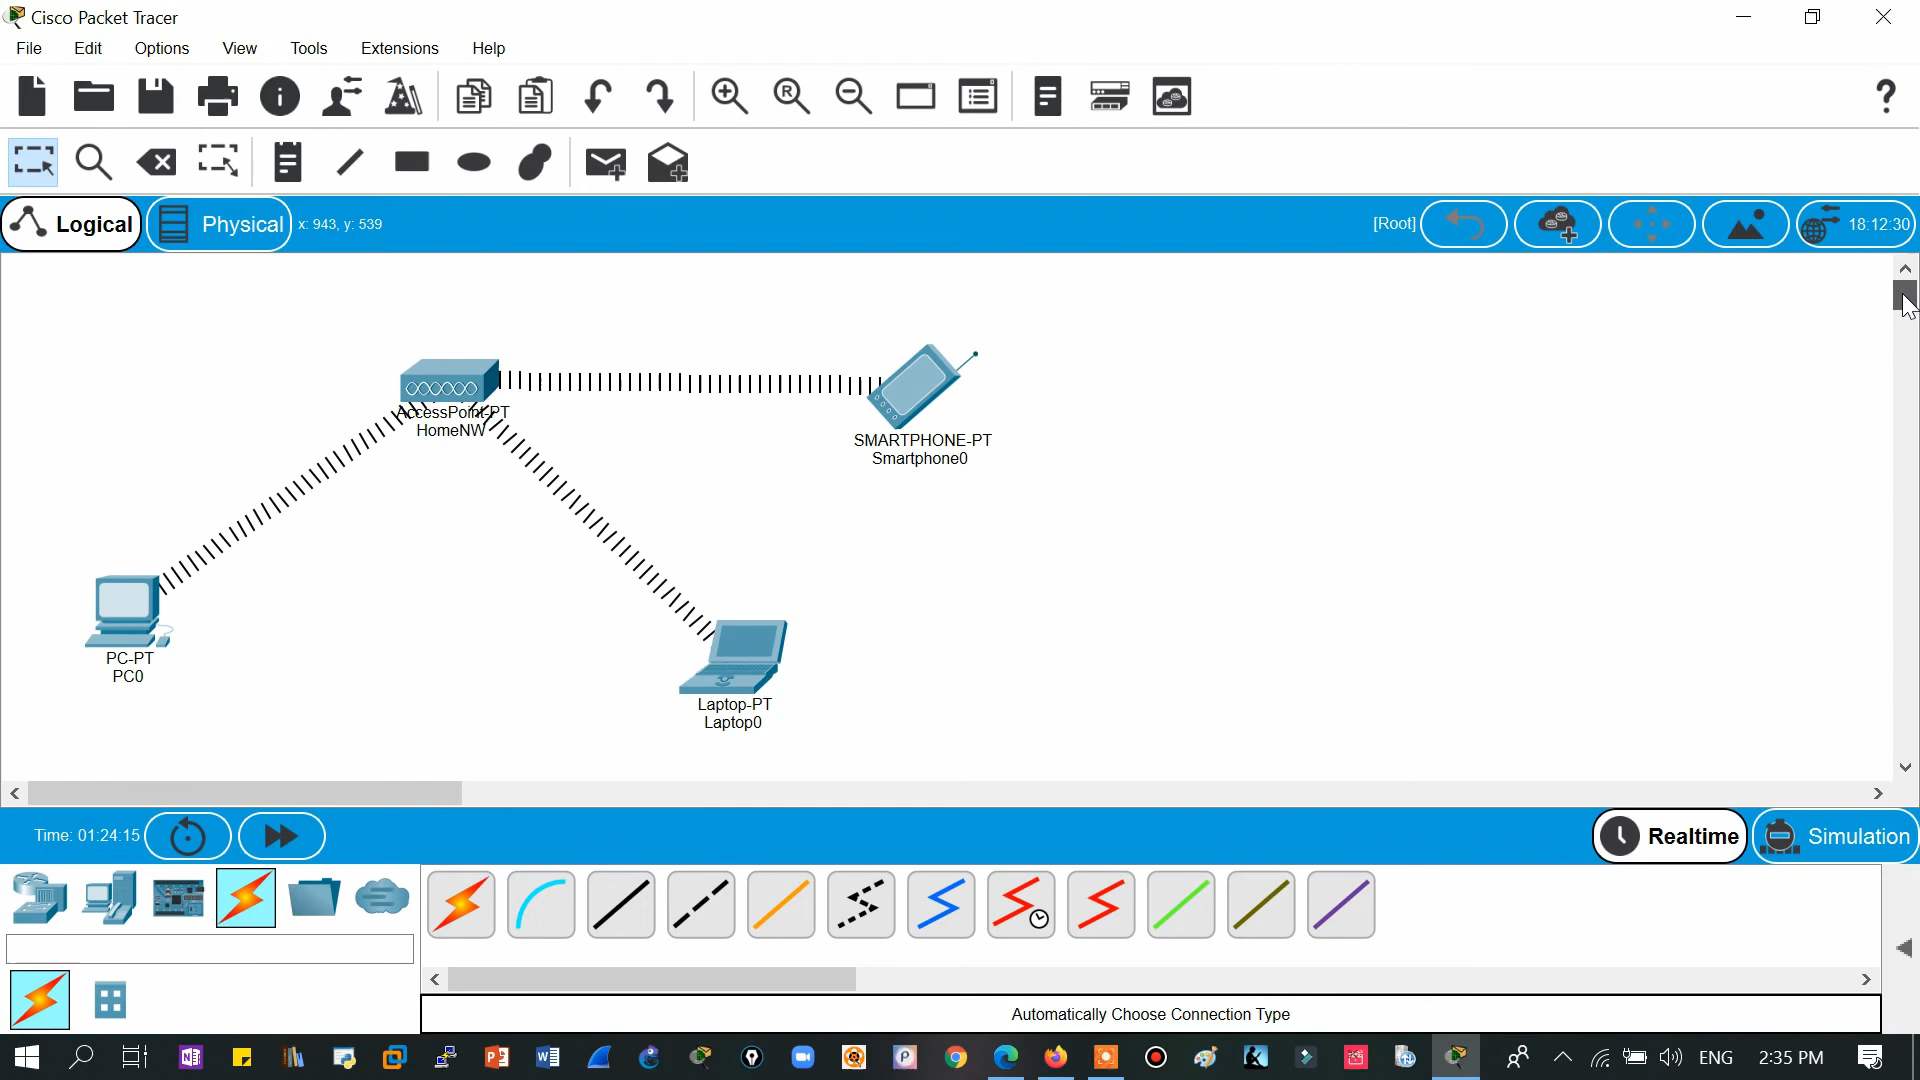 Cisco Packet Tracer
File Edit Options View Tools Extensions Help
Logical Physical x: 943, y: 539 [Root] 18:12:30
AccessPoint-PT
HomeNW
SMARTPHONE-PT
Smartphone0
PC-PT
PC0
Laptop-PT
Laptop0
Time: 01:24:15 Realtime Simulation
Automatically Choose Connection Type
ENG 2:35 PM